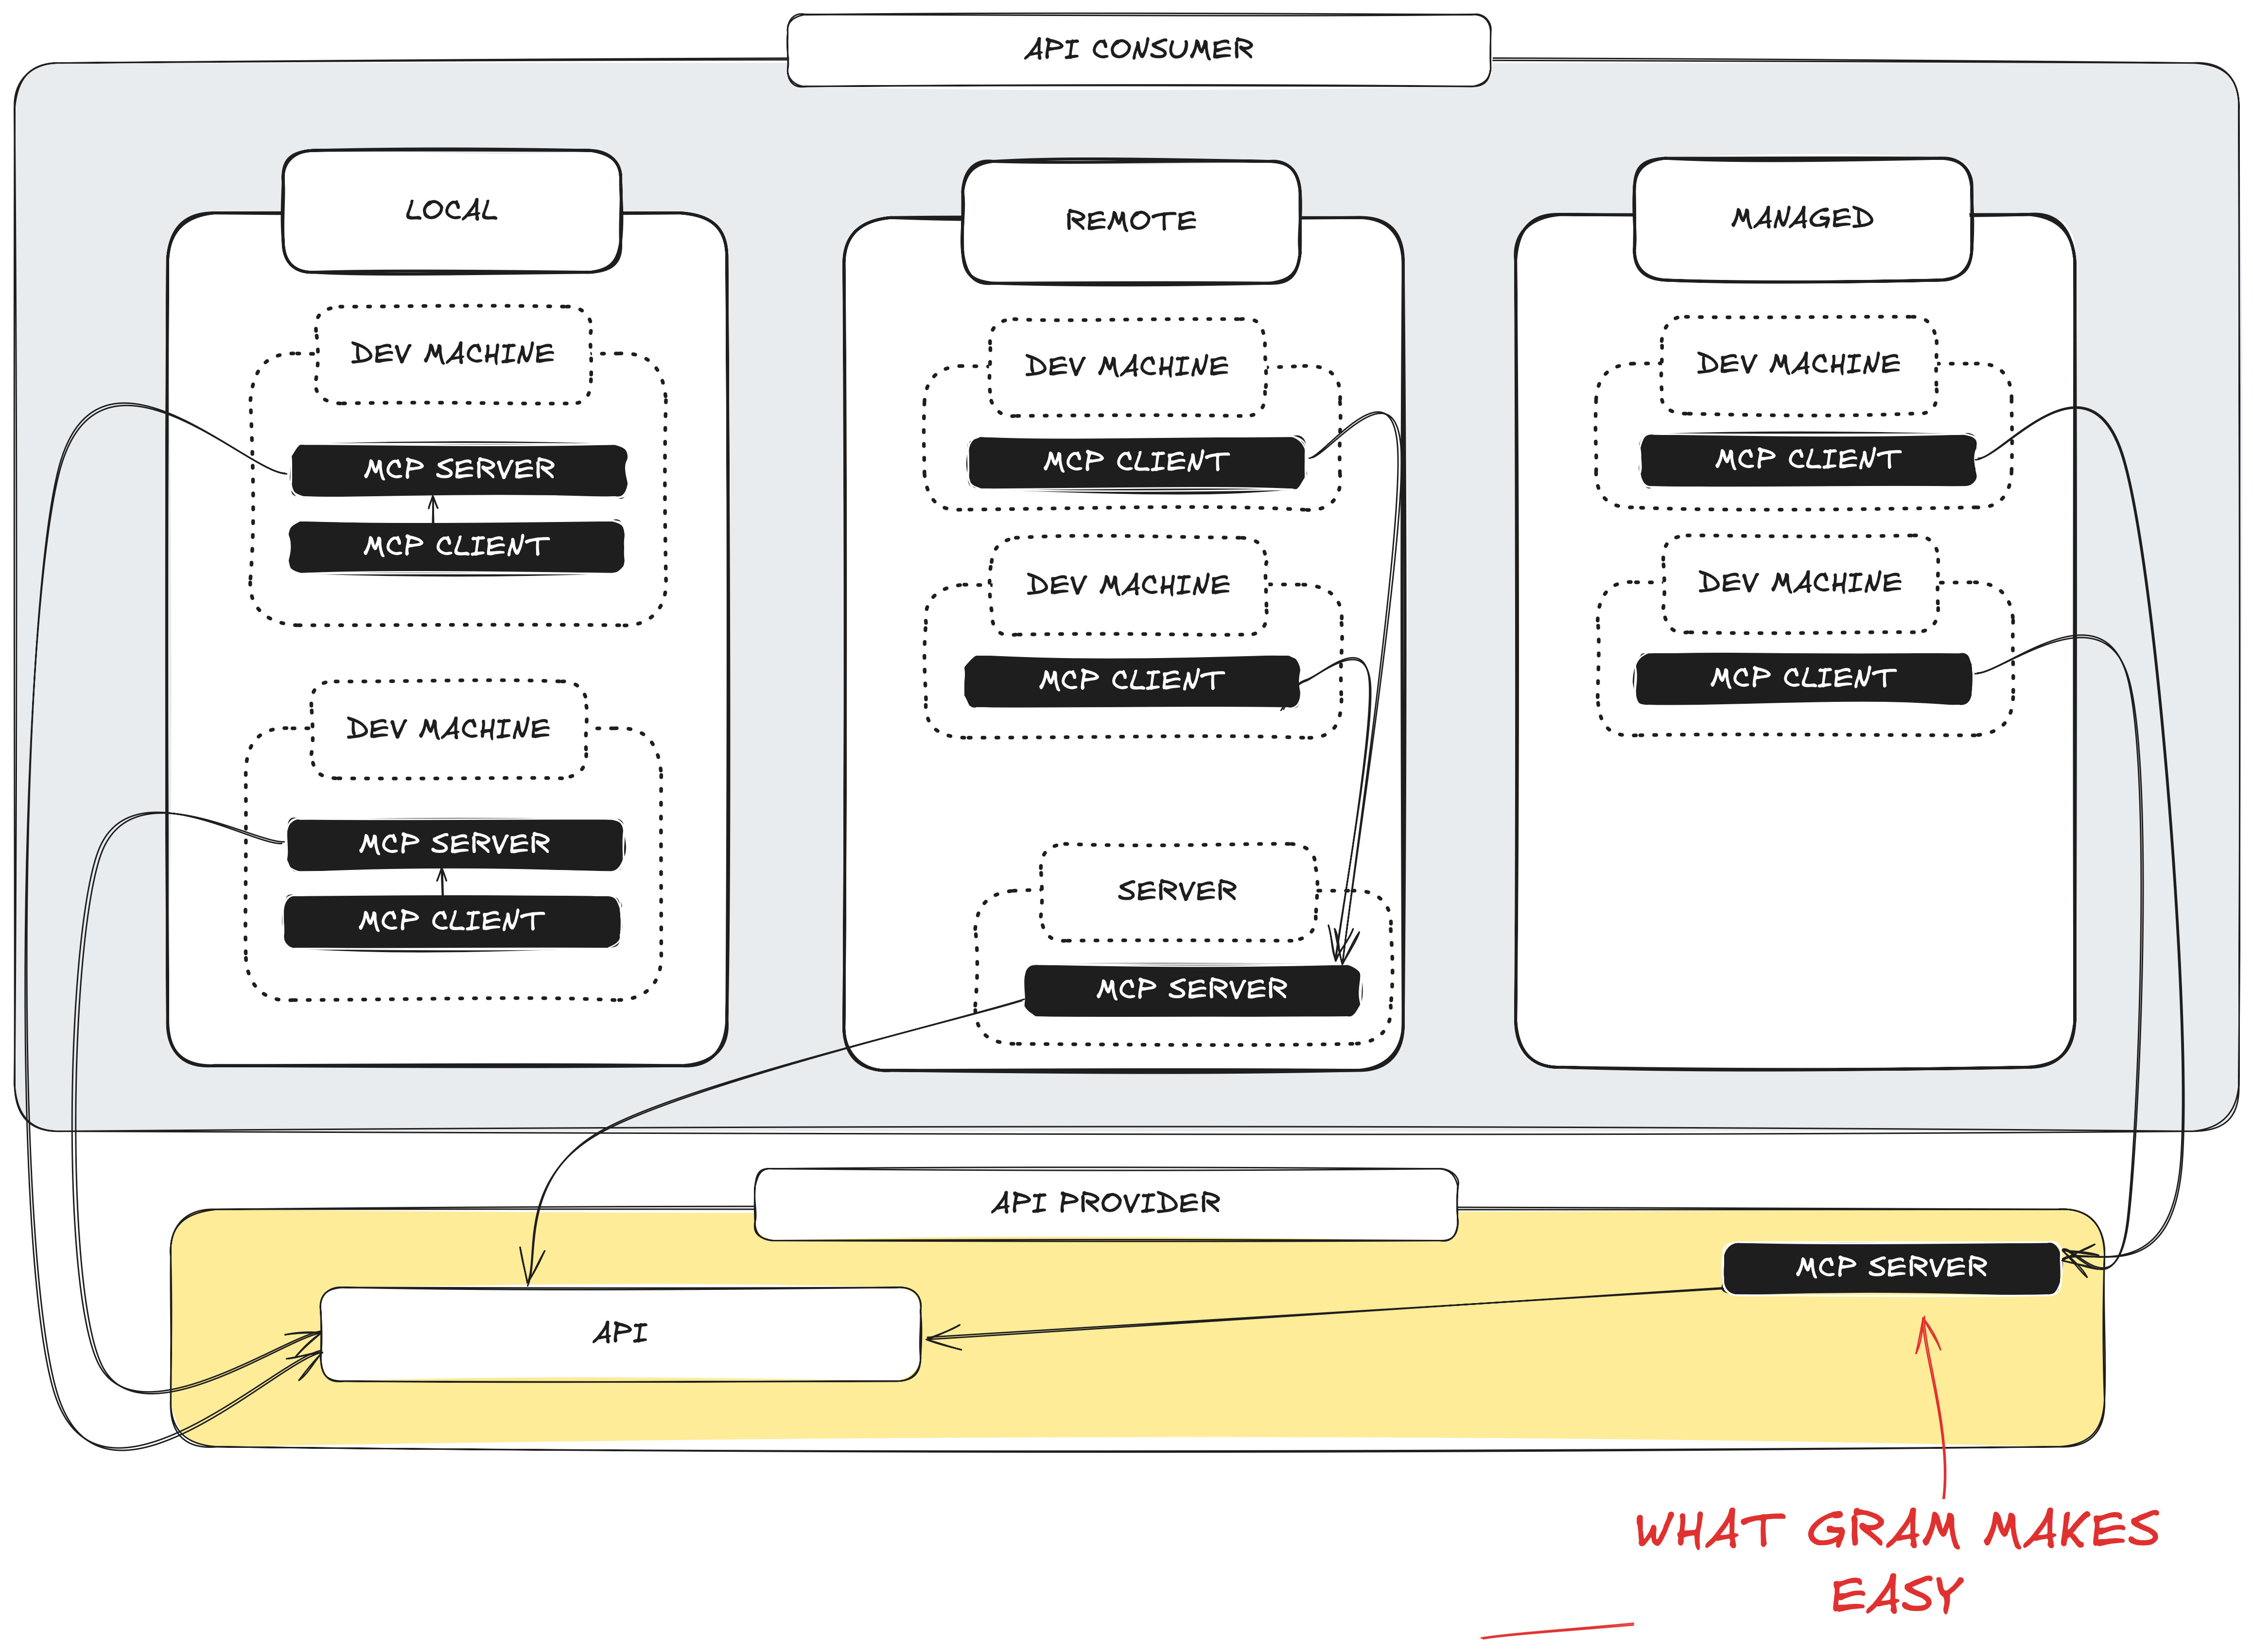 API CONSUMER
LOCAL
DEV MACHINE
MCP SERVER
MCP CLIENT
DEV MACHINE
MCP SERVER
MCP CLIENT
REMOTE
DEV MACHINE
MCP CLIENT
DEV MACHINE
MCP CLIENT
SERVER
MCP SERVER
MANAGED
DEV MACHINE
MCP CLIENT
DEV MACHINE
MCP CLIENT
API PROVIDER
API
MCP SERVER
WHAT GRAM MAKES
EASY